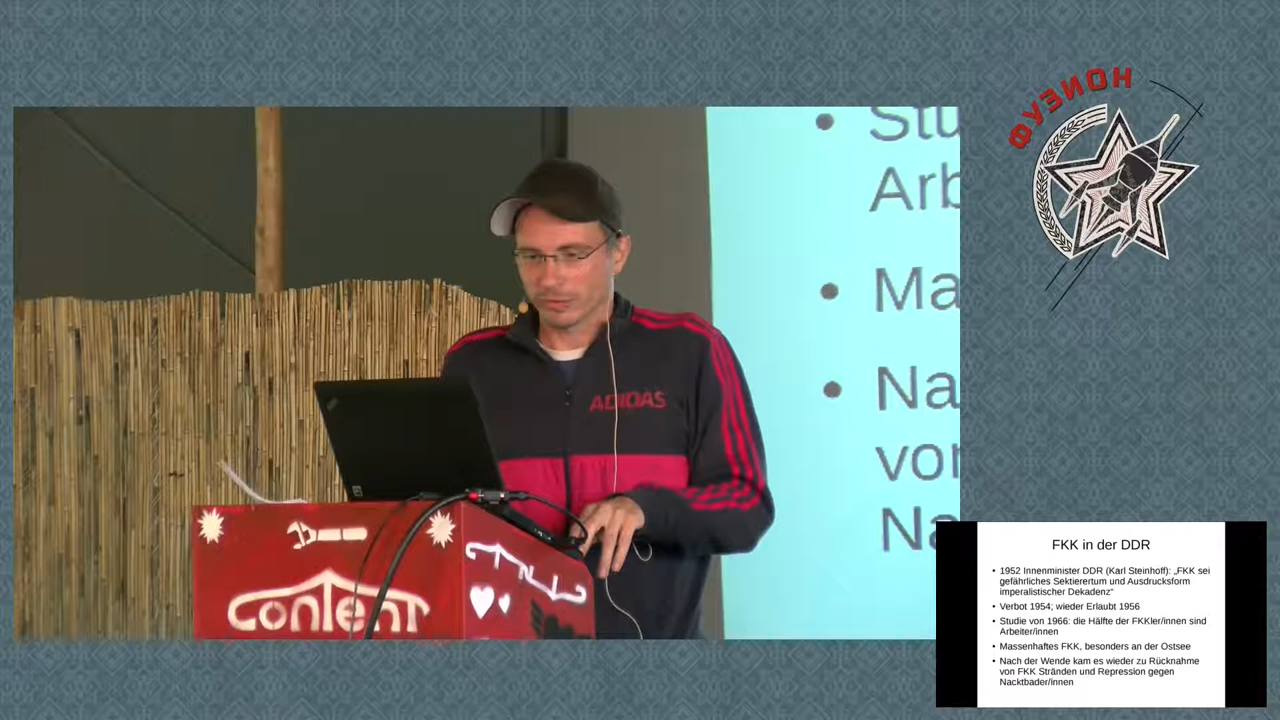 ФУЗИОН
Stu
Arb
Ma
Na
vor
Na
ADIDAS
content
FKK in der DDR
• 1952 Innenminister DDR (Karl Steinhoff): „FKK sei
gefährliches Sektierertum und Ausdrucksform
imperalistischer Dekadenz“
• Verbot 1954; wieder Erlaubt 1956
• Studie von 1966: die Hälfte der FKKler/innen sind
Arbeiter/innen
• Massenhaftes FKK, besonders an der Ostsee
• Nach der Wende kam es wieder zu Rücknahme
von FKK Stränden und Repression gegen
Nacktbader/innen